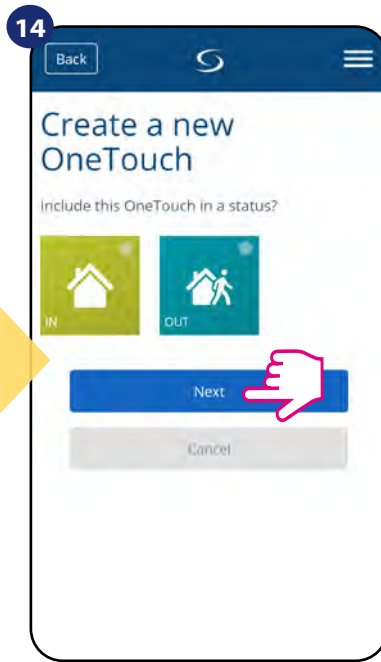 14
Back
Create a new
OneTouch
Include this OneTouch in a status?
IN
OUT
Next
Cancel